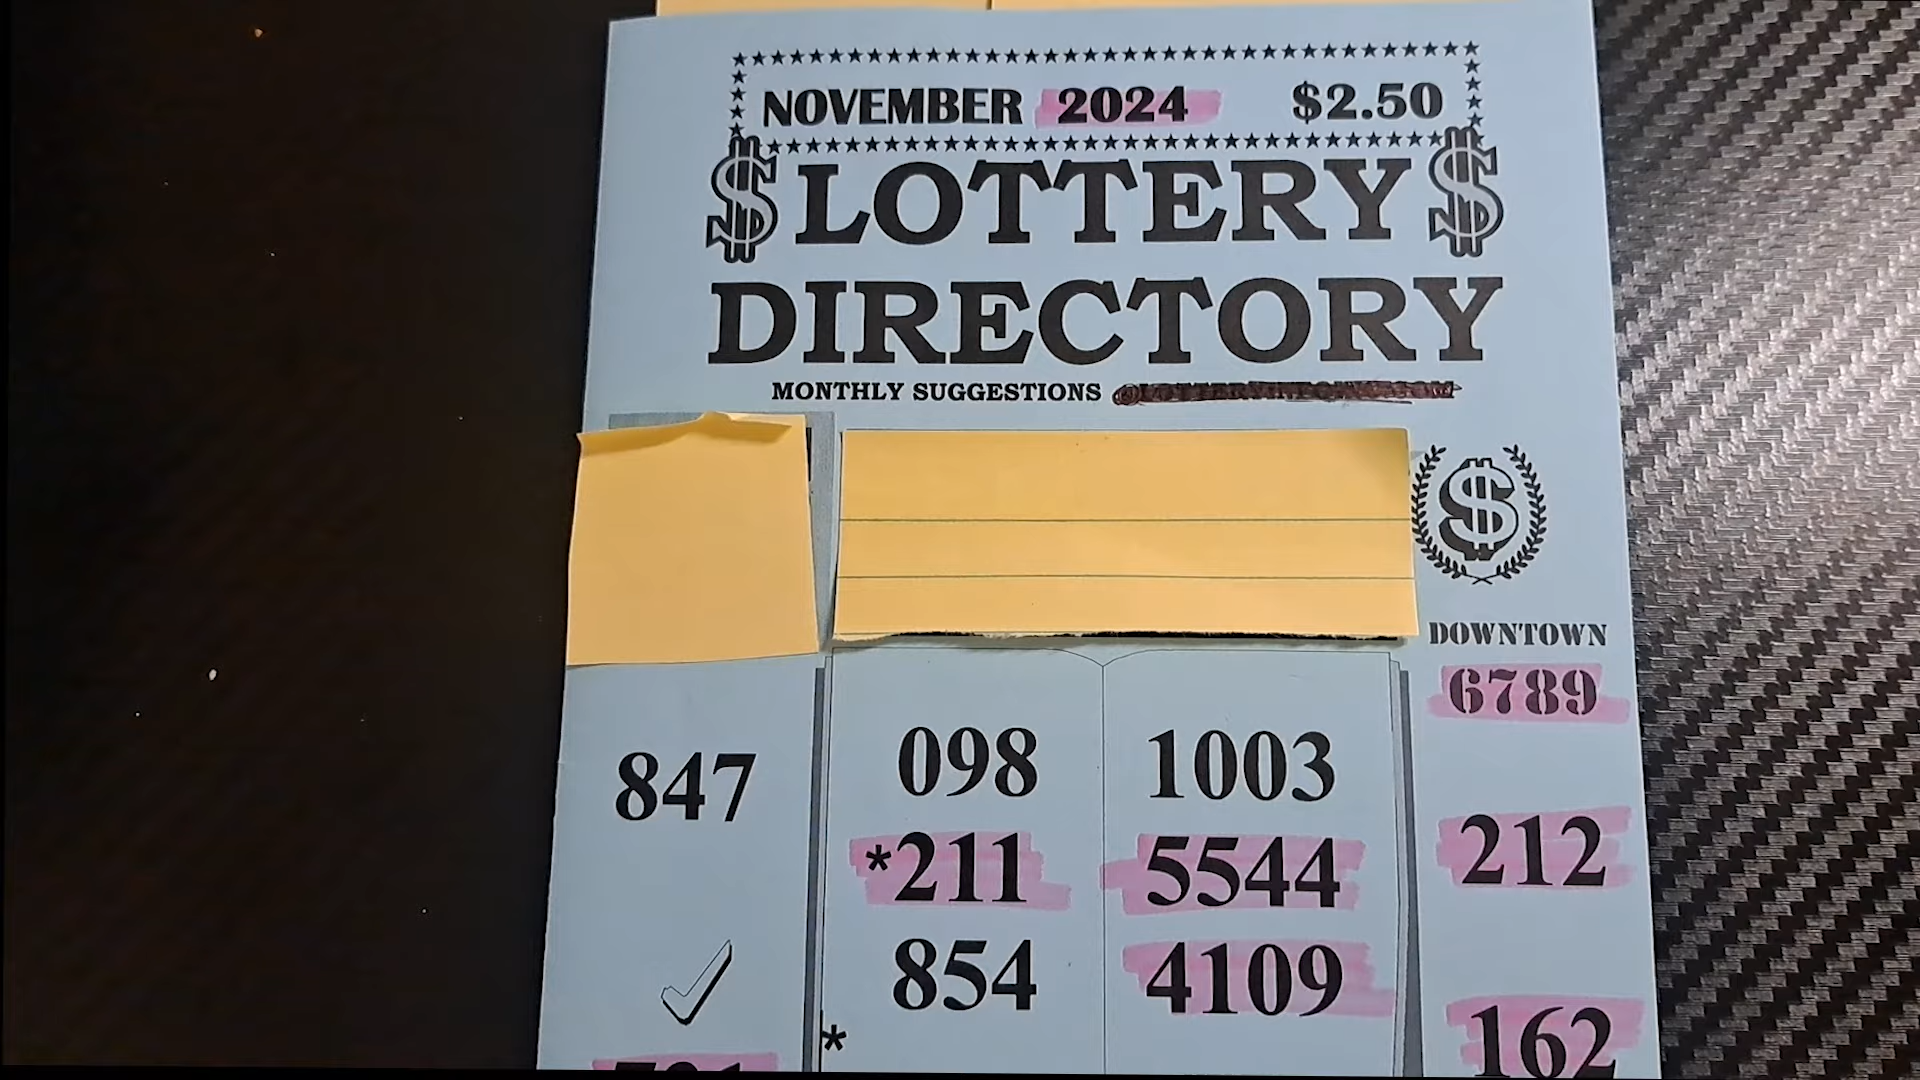 NOVEMBER 2024 $2.50
$ LOTTERY $
DIRECTORY
MONTHLY SUGGESTIONS
$
DOWNTOWN
6789
847
098 1003
*211 5544
212
854 4109
*
162